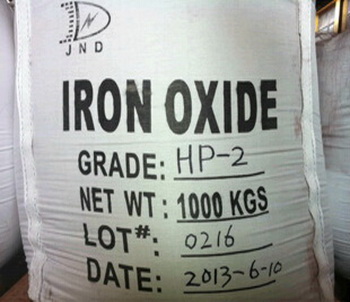 JND
IRON OXIDE
GRADE: HP-2
NET WT: 1000 KGS
LOT#: 0216
DATE: 2013-6-10